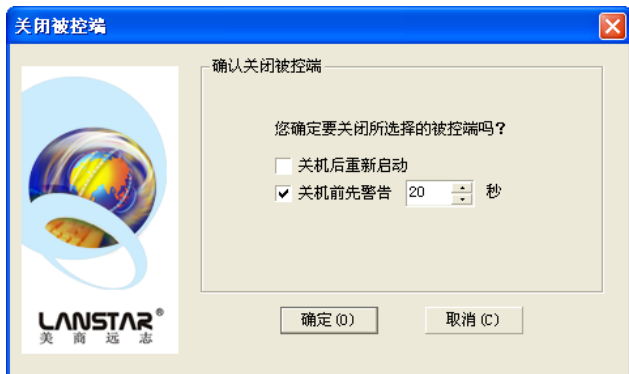 关闭被控端
确认关闭被控端
您确定要关闭所选择的被控端吗?
关机后重新启动
关机前先警告 20 秒
LANSTAR®
美商远志
确定(O) 取消(C)